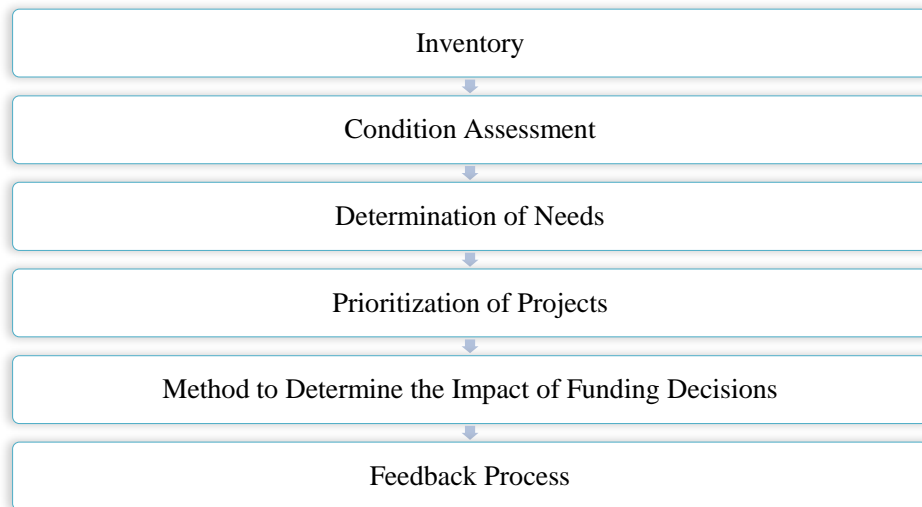 Inventory
Condition Assessment
Determination of Needs
Prioritization of Projects
Method to Determine the Impact of Funding Decisions
Feedback Process